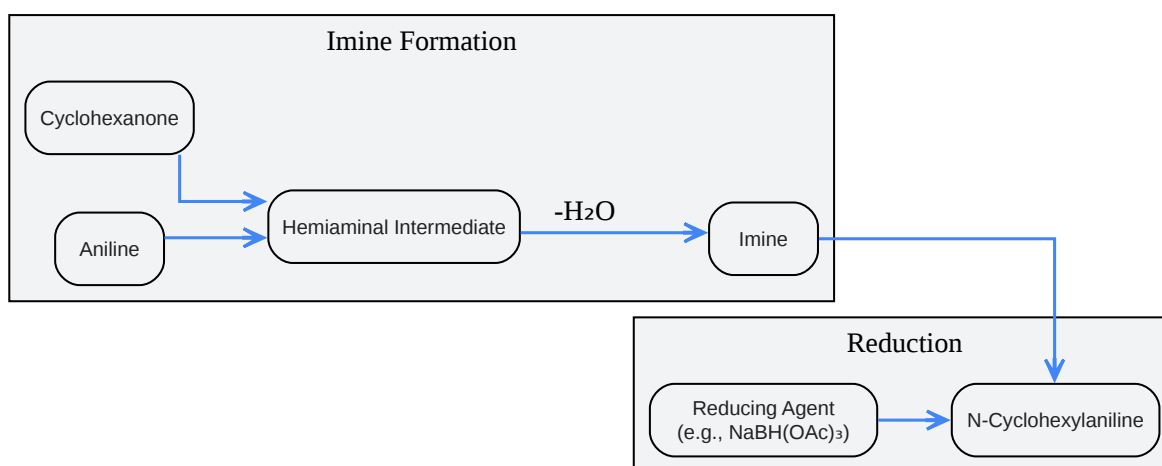 Imine Formation
Cyclohexanone
Aniline
Hemiaminal Intermediate
-H₂O
Imine
Reduction
Reducing Agent
(e.g., NaBH(OAc)₃)
N-Cyclohexylaniline